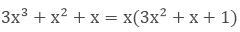 3x³ + x² + x = x(3x² + x + 1)